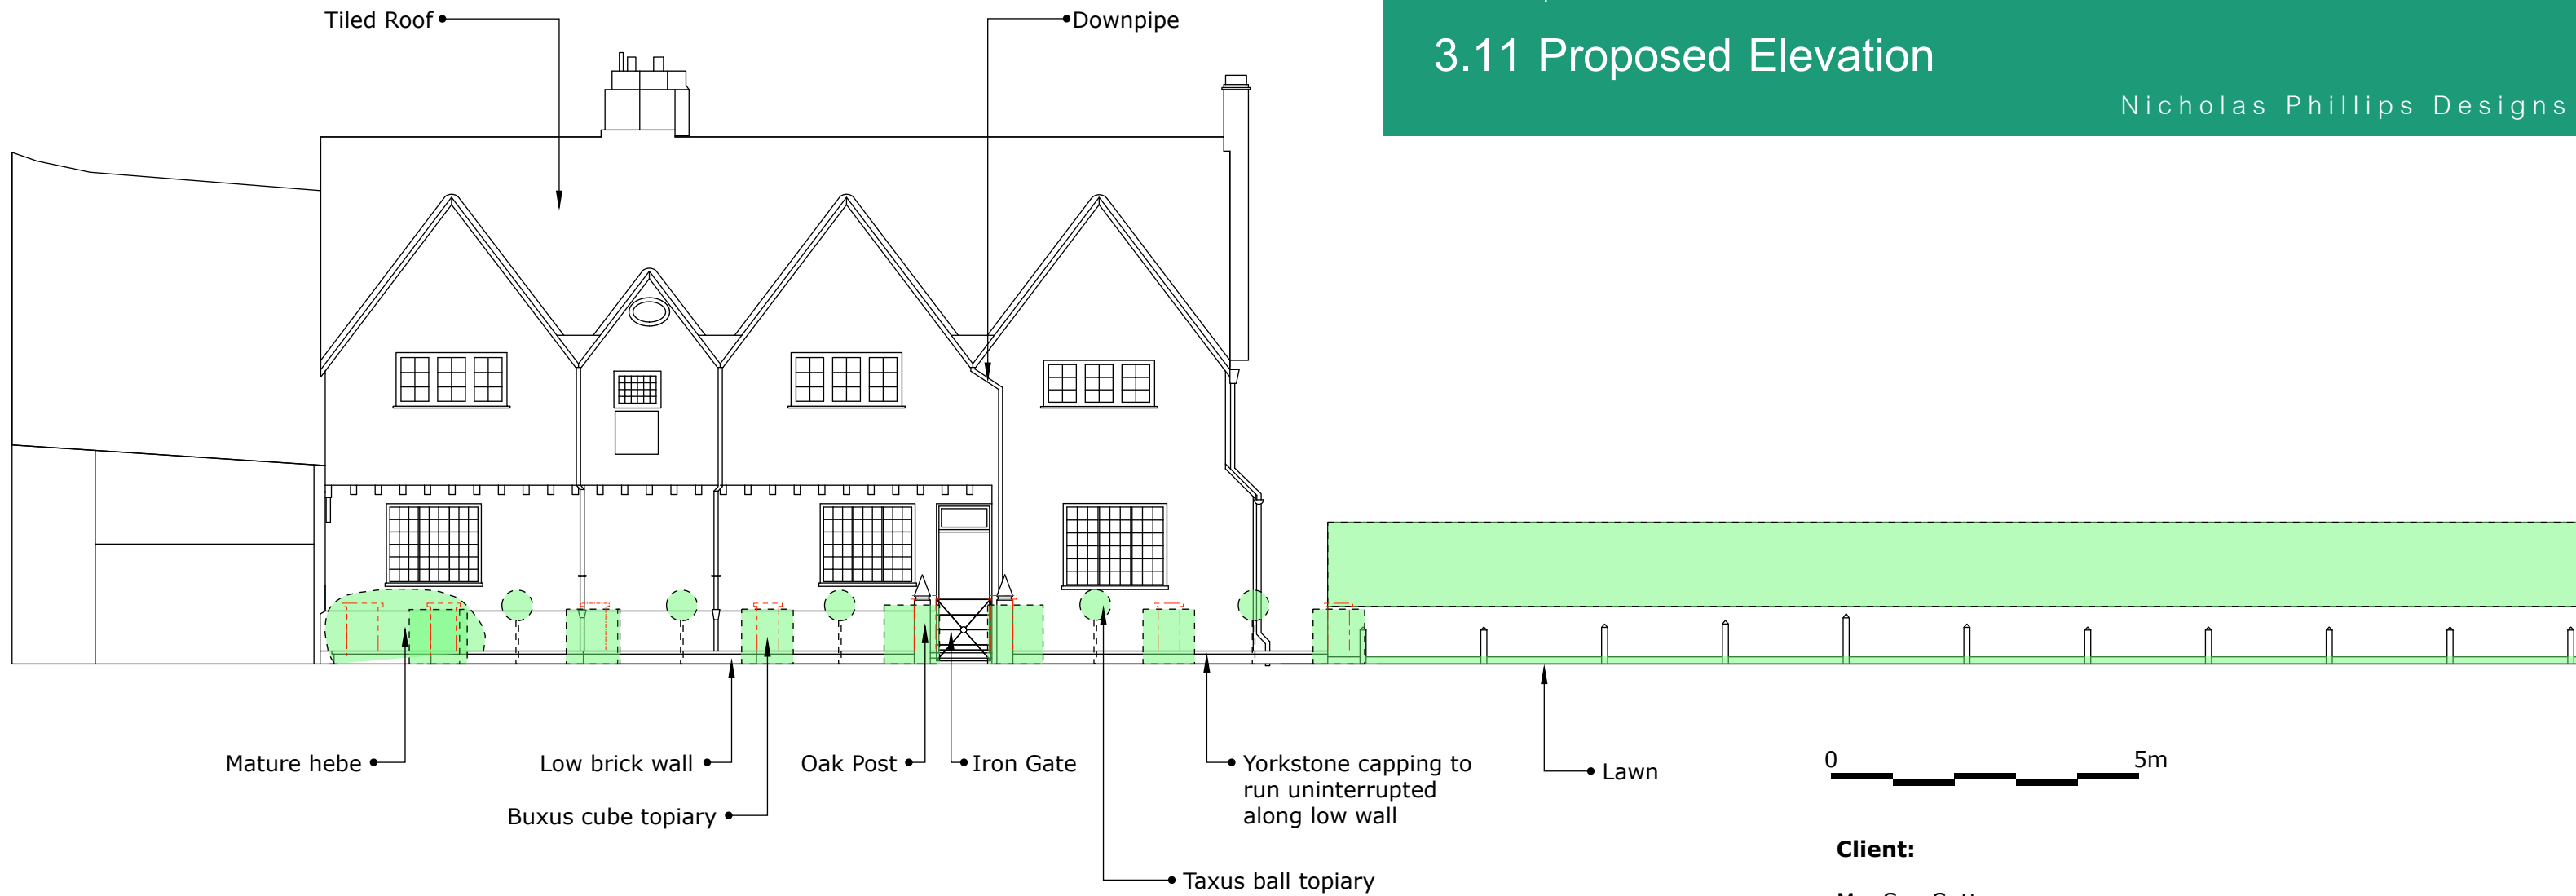 Tiled Roof
Downpipe
3.11 Proposed Elevation
Nicholas Phillips Designs
Mature hebe
Low brick wall
Buxus cube topiary
Oak Post
Iron Gate
Taxus ball topiary
Yorkstone capping to
run uninterrupted
along low wall
Lawn
0
5m
Client: